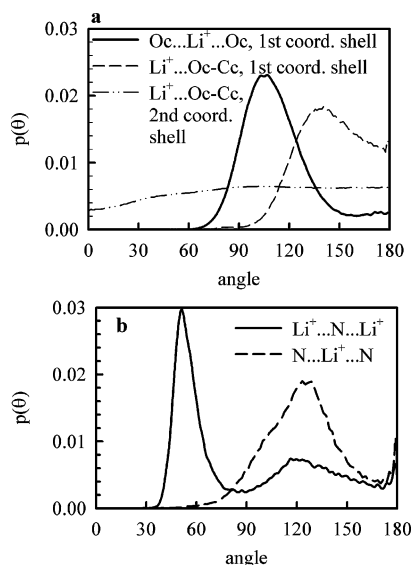 a
Oc...Li⁺...Oc, 1st coord. shell
Li⁺...Oc-Cc, 1st coord. shell
Li⁺...Oc-Cc,
2nd coord.
shell
0.03
0.02
0.01
0.00
p(θ)
0 30 60 90 120 150 180
angle
b
Li⁺...N...Li⁺
N...Li⁺...N
0.03
0.02
0.01
0.00
p(θ)
0 30 60 90 120 150 180
angle